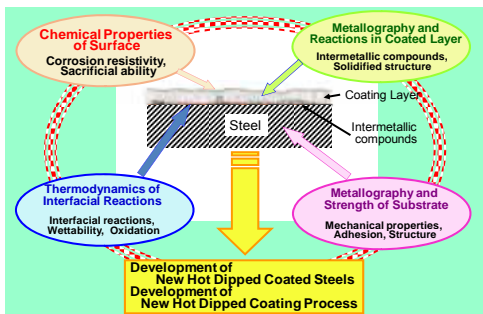 Chemical Properties
of Surface
Corrosion resistivity,
Sacrificial ability
Metallography and
Reactions in Coated Layer
Intermetallic compounds,
Solidified structure
Coating Layer
Steel
Intermetallic
compounds
Thermodynamics of
Interfacial Reactions
Interfacial reactions,
Wettability, Oxidation
Metallography and
Strength of Substrate
Mechanical properties,
Adhesion, Structure
Development of
New Hot Dipped Coated Steels
Development of
New Hot Dipped Coating Process